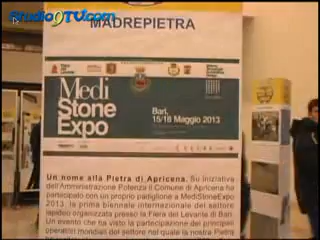 Studio9TV.com
MADREPIETRA
Medi
Stone
Expo
Bari,
15/18 Maggio 2013
CELLULE
Un nome alla Pietra di Apricena. Su iniziativa
dell'Amministrazione Potenza il Comune di Apricena ha
partecipato con un proprio padiglione a MediStoneExpo
2013, la prima biennale internazionale del settore
lapideo organizzata presso la Fiera del Levante di Bari.
Un evento che ha visto la partecipazione dei principali
operatori mondiali del settore nel quale la nostra Pietra